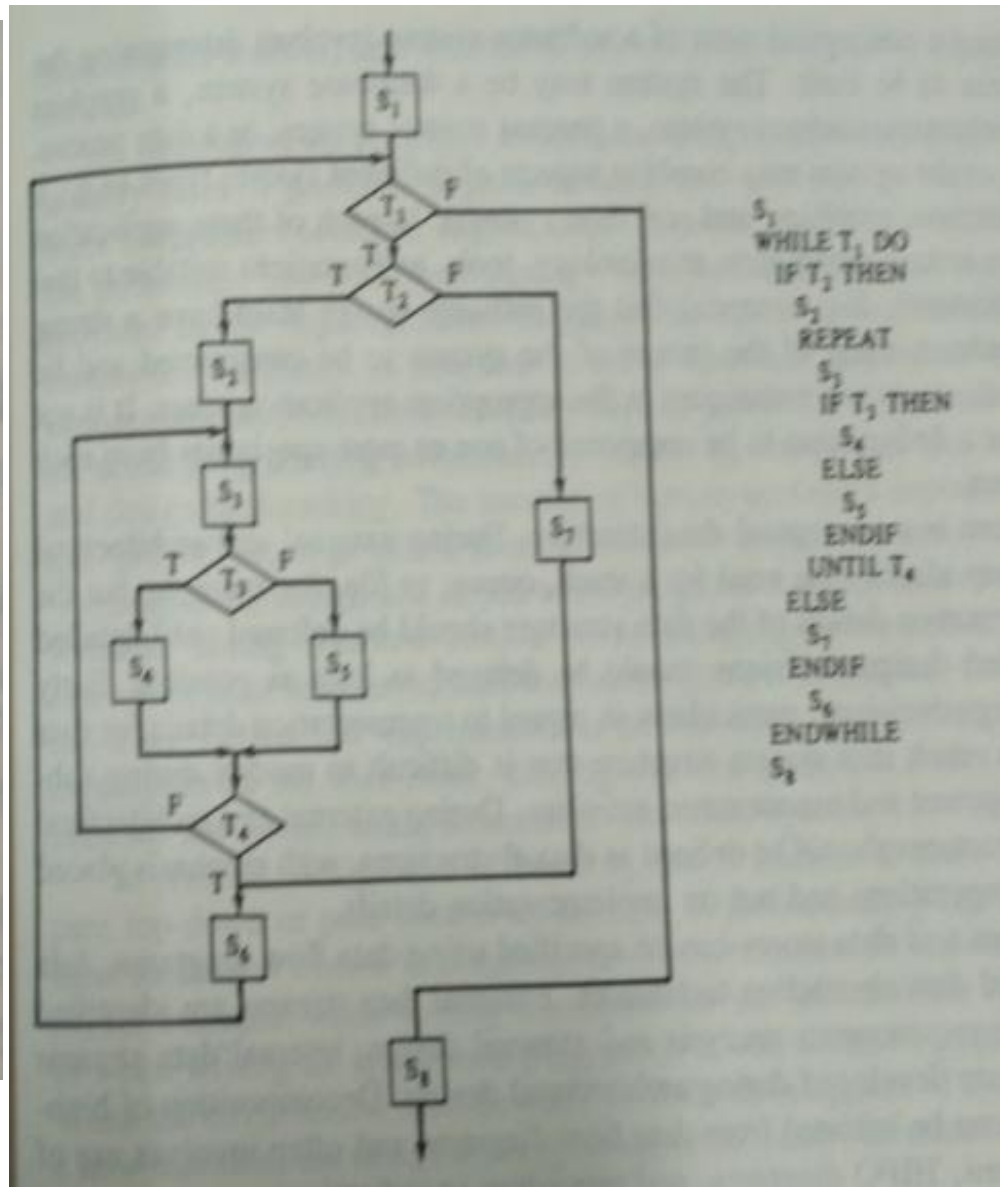 S₁
T₁
F
T
T
T₂
F
S₂
S₃
T
T₃
F
S₄
S₅
S₇
F
T₄
T
S₆
S₈
S₁
WHILE T₁ DO
IF T₂ THEN
S₂
REPEAT
S₃
IF T₃ THEN
S₄
ELSE
S₅
ENDIF
UNTIL T₄
ELSE
S₇
ENDIF
S₆
ENDWHILE
S₈